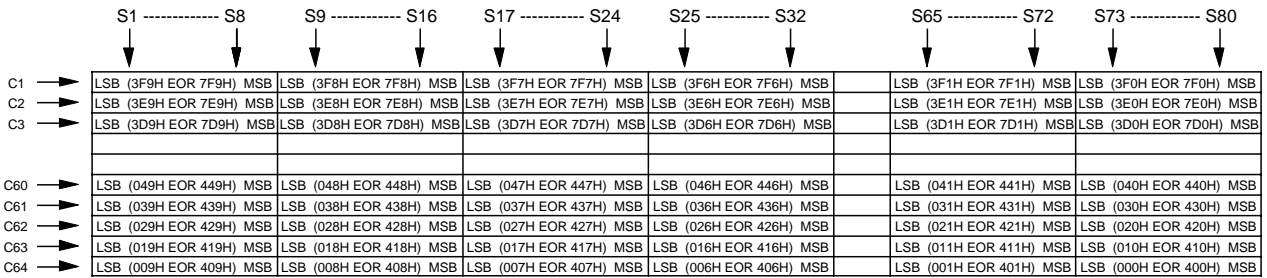 S1 ------------- S8 S9 ------------ S16 S17 ------------ S24 S25 ------------ S32 S65 ------------ S72 S73 ------------ S80
C1 LSB (3F9H EOR 7F9H) MSB LSB (3F8H EOR 7F8H) MSB LSB (3F7H EOR 7F7H) MSB LSB (3F6H EOR 7F6H) MSB LSB (3F1H EOR 7F1H) MSB LSB (3F0H EOR 7F0H) MSB
C2 LSB (3E9H EOR 7E9H) MSB LSB (3E8H EOR 7E8H) MSB LSB (3E7H EOR 7E7H) MSB LSB (3E6H EOR 7E6H) MSB LSB (3E1H EOR 7E1H) MSB LSB (3E0H EOR 7E0H) MSB
C3 LSB (3D9H EOR 7D9H) MSB LSB (3D8H EOR 7D8H) MSB LSB (3D7H EOR 7D7H) MSB LSB (3D6H EOR 7D6H) MSB LSB (3D1H EOR 7D1H) MSB LSB (3D0H EOR 7D0H) MSB
C60 LSB (049H EOR 449H) MSB LSB (048H EOR 448H) MSB LSB (047H EOR 447H) MSB LSB (046H EOR 446H) MSB LSB (041H EOR 441H) MSB LSB (040H EOR 440H) MSB
C61 LSB (039H EOR 439H) MSB LSB (038H EOR 438H) MSB LSB (037H EOR 437H) MSB LSB (036H EOR 436H) MSB LSB (031H EOR 431H) MSB LSB (030H EOR 430H) MSB
C62 LSB (029H EOR 429H) MSB LSB (028H EOR 428H) MSB LSB (027H EOR 427H) MSB LSB (026H EOR 426H) MSB LSB (021H EOR 421H) MSB LSB (020H EOR 420H) MSB
C63 LSB (019H EOR 419H) MSB LSB (018H EOR 418H) MSB LSB (017H EOR 417H) MSB LSB (016H EOR 416H) MSB LSB (011H EOR 411H) MSB LSB (010H EOR 410H) MSB
C64 LSB (009H EOR 409H) MSB LSB (008H EOR 408H) MSB LSB (007H EOR 407H) MSB LSB (006H EOR 406H) MSB LSB (001H EOR 401H) MSB LSB (000H EOR 400H) MSB